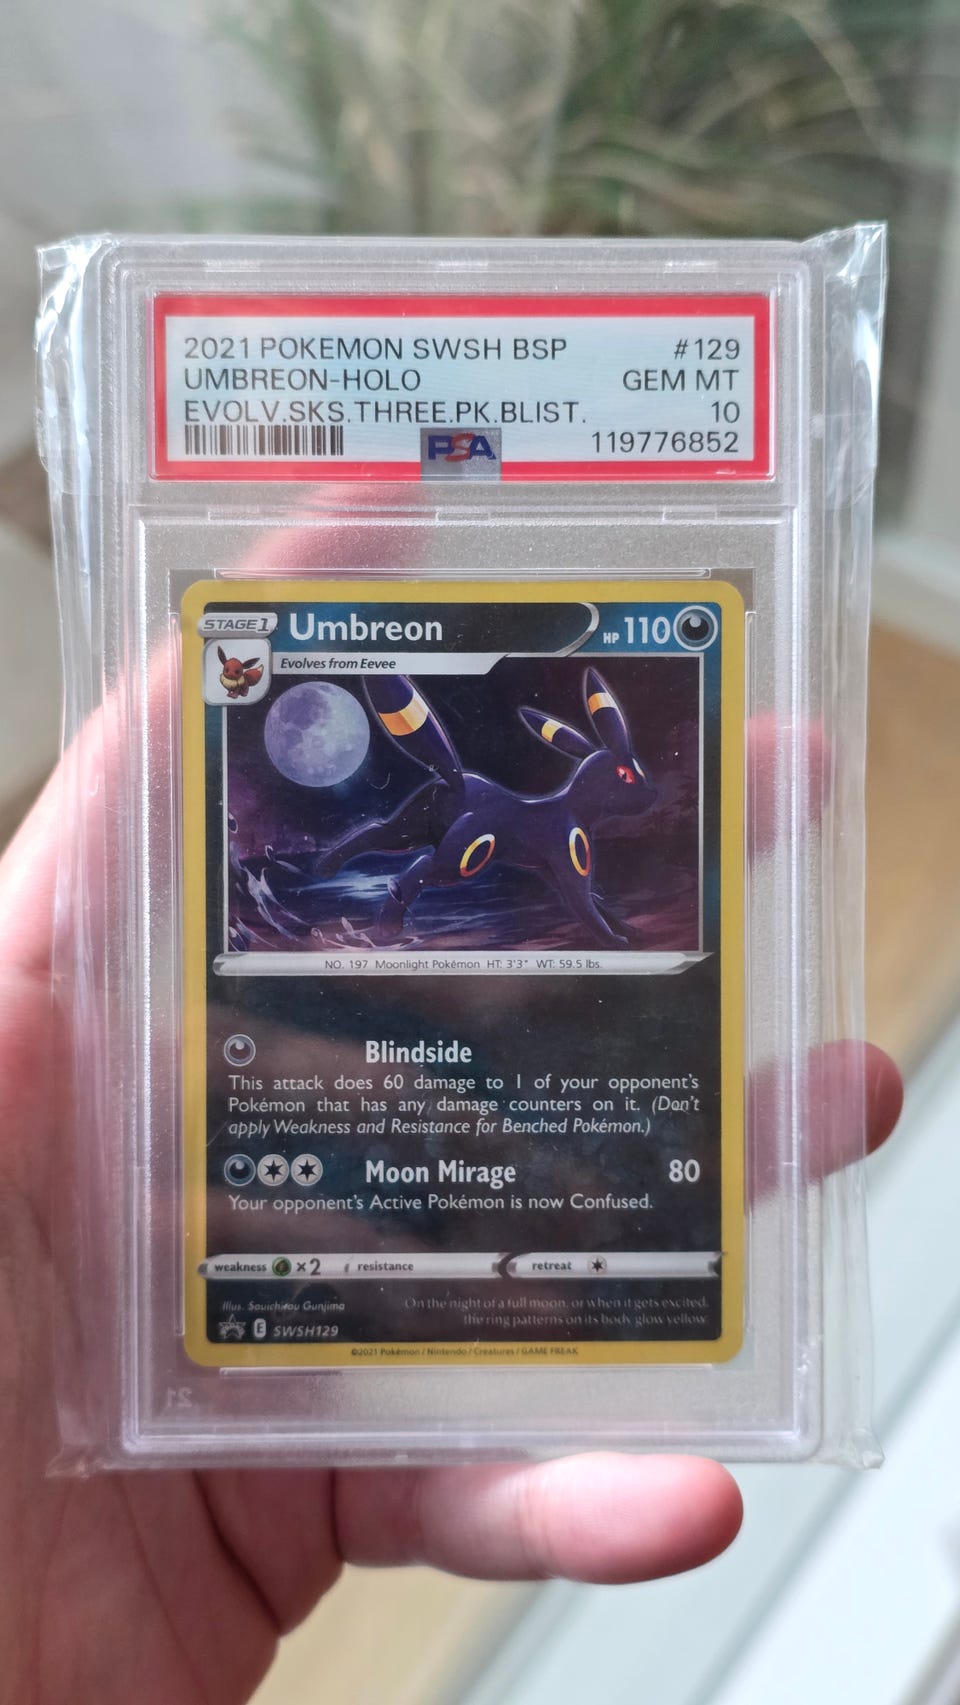 2021 POKEMON SWSH BSP #129
UMBREON-HOLO GEM MT
EVOLV.SKS.THREE.PK.BLIST. 10
PSA 119776852
STAGE 1 Umbreon HP 110
Evolves from Eevee
NO. 197 Moonlight Pokémon HT: 3'3" WT: 59.5 lbs.
Blindside
This attack does 60 damage to 1 of your opponent's
Pokémon that has any damage counters on it. (Don't
apply Weakness and Resistance for Benched Pokémon.)
Moon Mirage 80
Your opponent's Active Pokémon is now Confused.
weakness ×2 resistance retreat
Illus. Souichirou Gunjima On the night of a full moon, or when it gets excited,
the ring patterns on its body glow yellow.
E SWSH129
©2021 Pokémon / Nintendo / Creatures / GAME FREAK
21